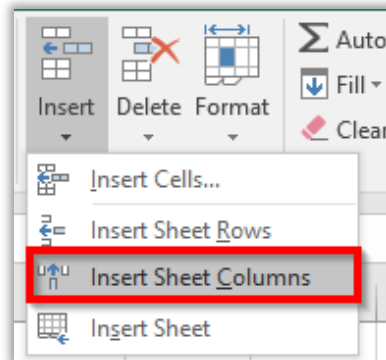 Insert Delete Format
Auto
Fill
Clear
Insert Cells...
Insert Sheet Rows
Insert Sheet Columns
Insert Sheet